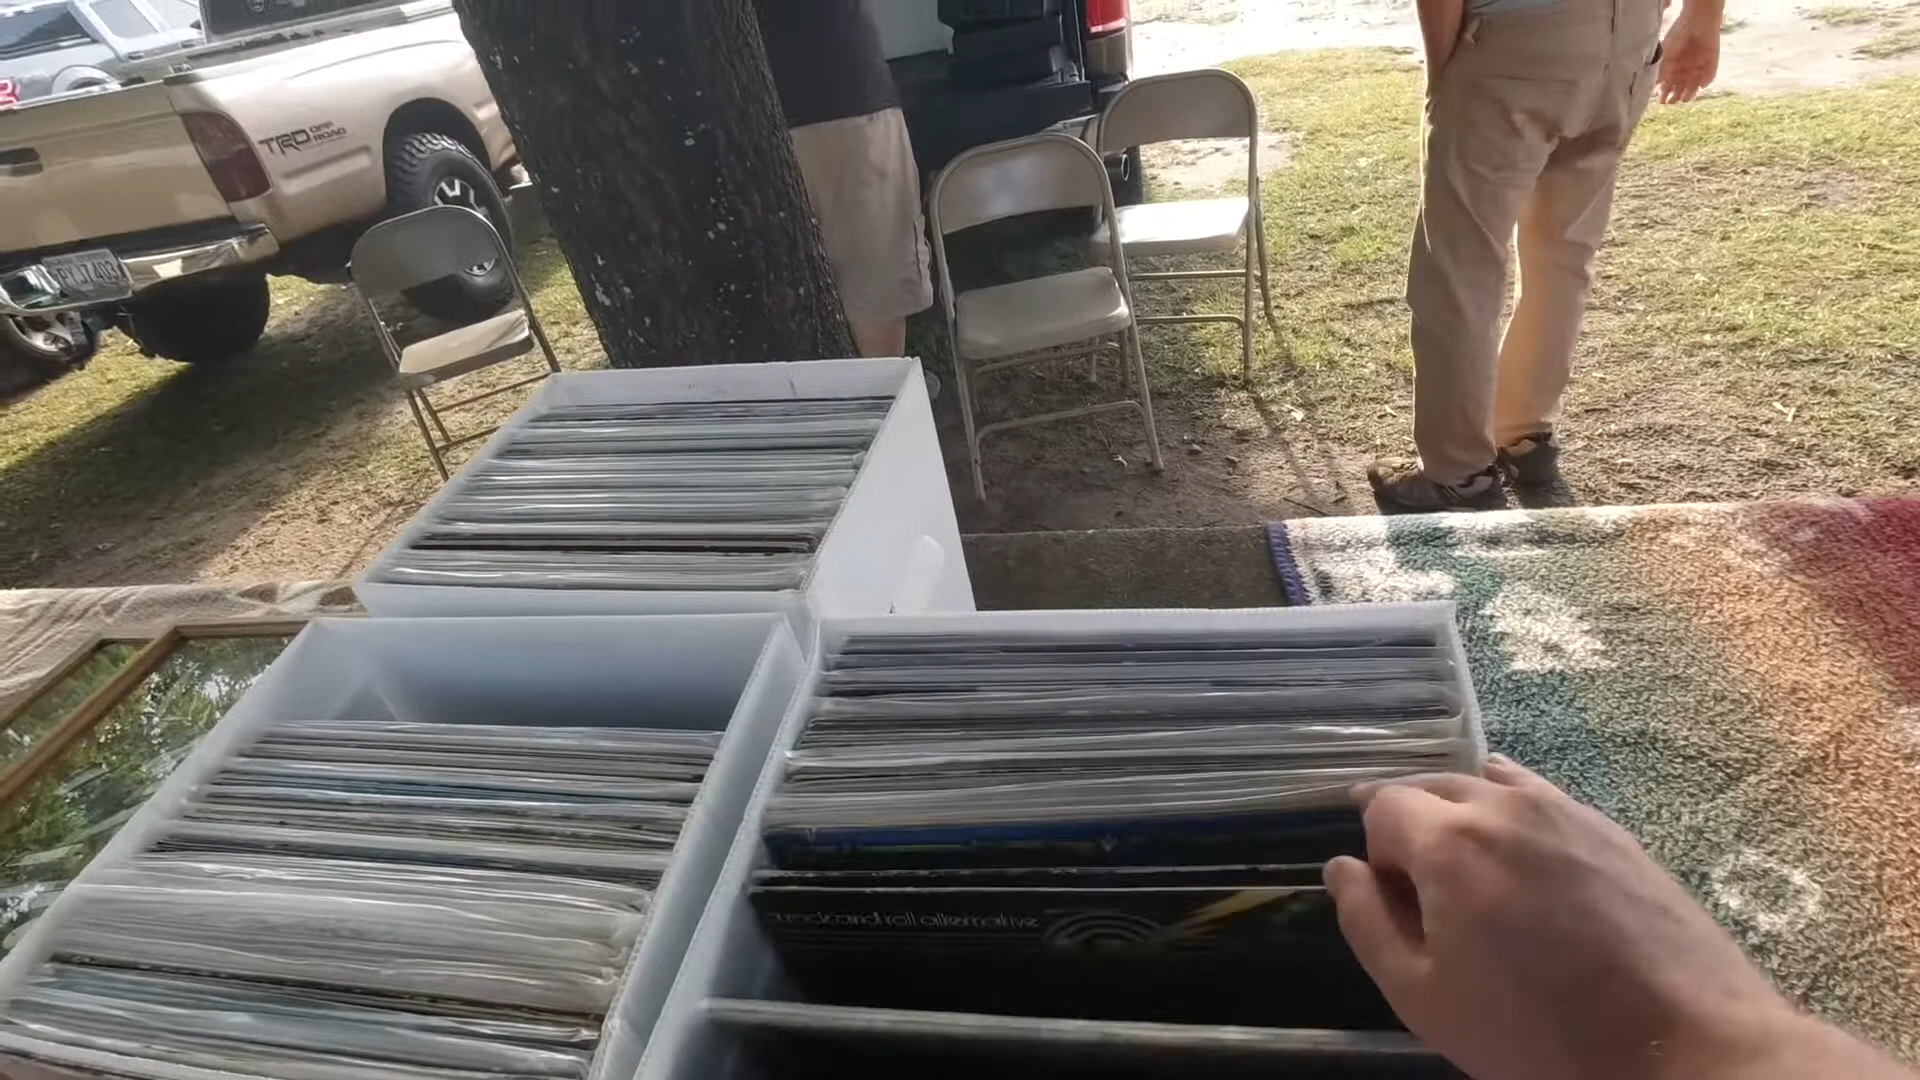 TRD OFF
ROAD
a rock and roll alternative